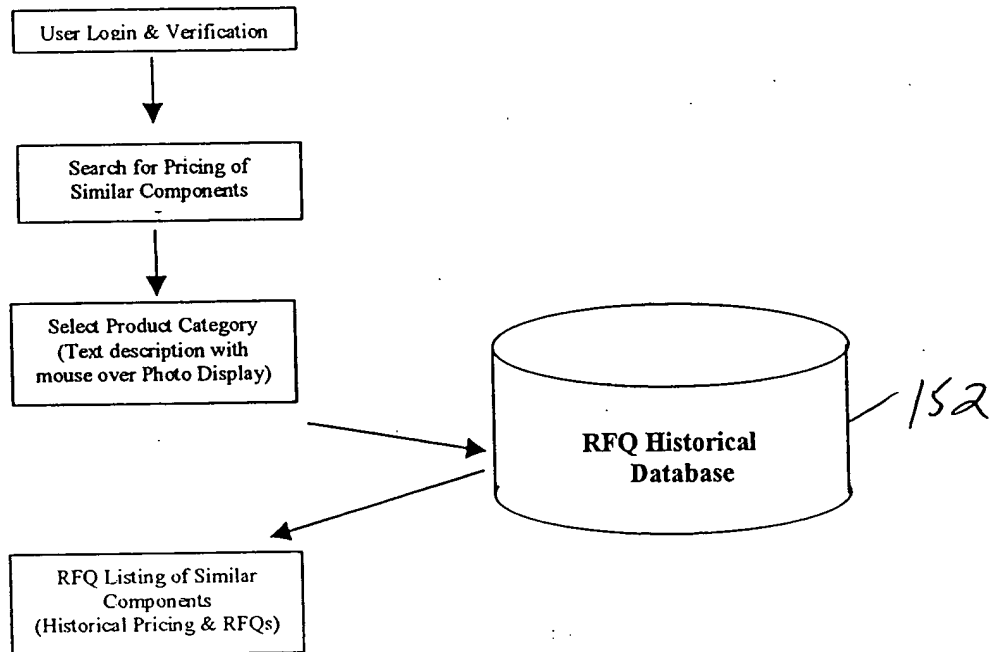 User Login & Verification
Search for Pricing of
Similar Components
Select Product Category
(Text description with
mouse over Photo Display)
RFQ Historical
Database
152
RFQ Listing of Similar
Components
(Historical Pricing & RFQs)